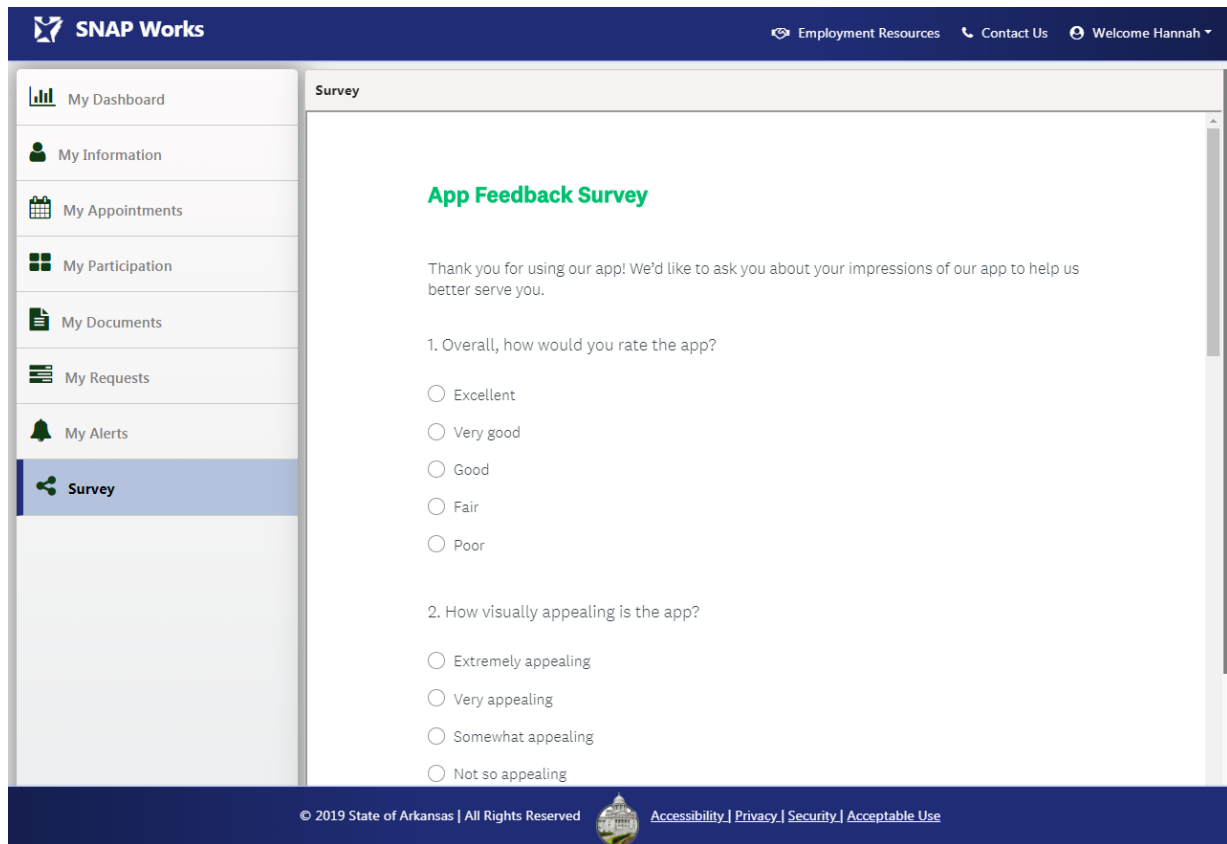 SNAP Works
Employment Resources
Contact Us
Welcome Hannah
My Dashboard
My Information
My Appointments
My Participation
My Documents
My Requests
My Alerts
Survey
Survey
App Feedback Survey
Thank you for using our app! We’d like to ask you about your impressions of our app to help us
better serve you.
1. Overall, how would you rate the app?
Excellent
Very good
Good
Fair
Poor
2. How visually appealing is the app?
Extremely appealing
Very appealing
Somewhat appealing
Not so appealing
© 2019 State of Arkansas | All Rights Reserved
Accessibility | Privacy | Security | Acceptable Use